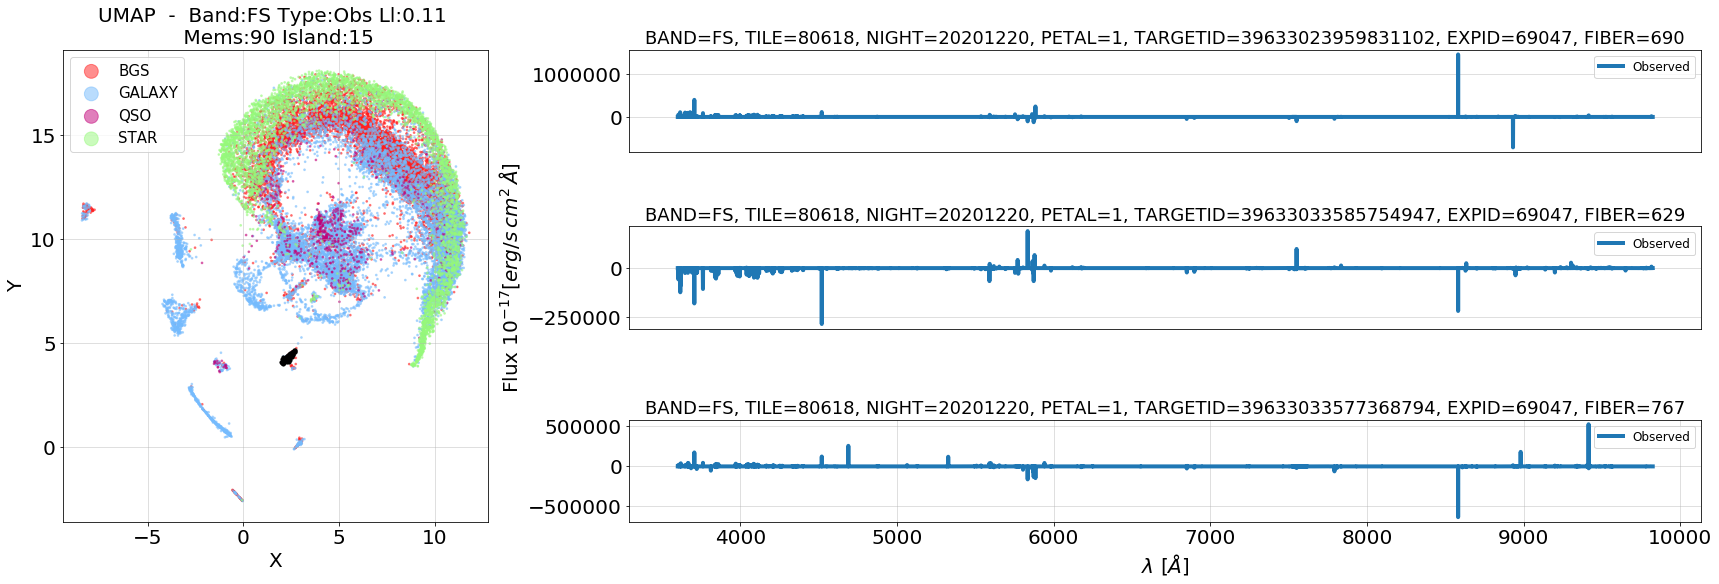 UMAP  -  Band:FS Type:Obs Ll:0.11
Mems:90 Island:15
BGS
GALAXY
QSO
STAR
15
10
5
0
Y
−5
0
5
10
X
Flux 10⁻¹⁷[erg/s cm² Å]
BAND=FS, TILE=80618, NIGHT=20201220, PETAL=1, TARGETID=39633023959831102, EXPID=69047, FIBER=690
Observed
1000000
0
BAND=FS, TILE=80618, NIGHT=20201220, PETAL=1, TARGETID=39633033585754947, EXPID=69047, FIBER=629
Observed
0
−250000
BAND=FS, TILE=80618, NIGHT=20201220, PETAL=1, TARGETID=39633033577368794, EXPID=69047, FIBER=767
Observed
500000
0
−500000
4000
5000
6000
7000
8000
9000
10000
λ [Å]